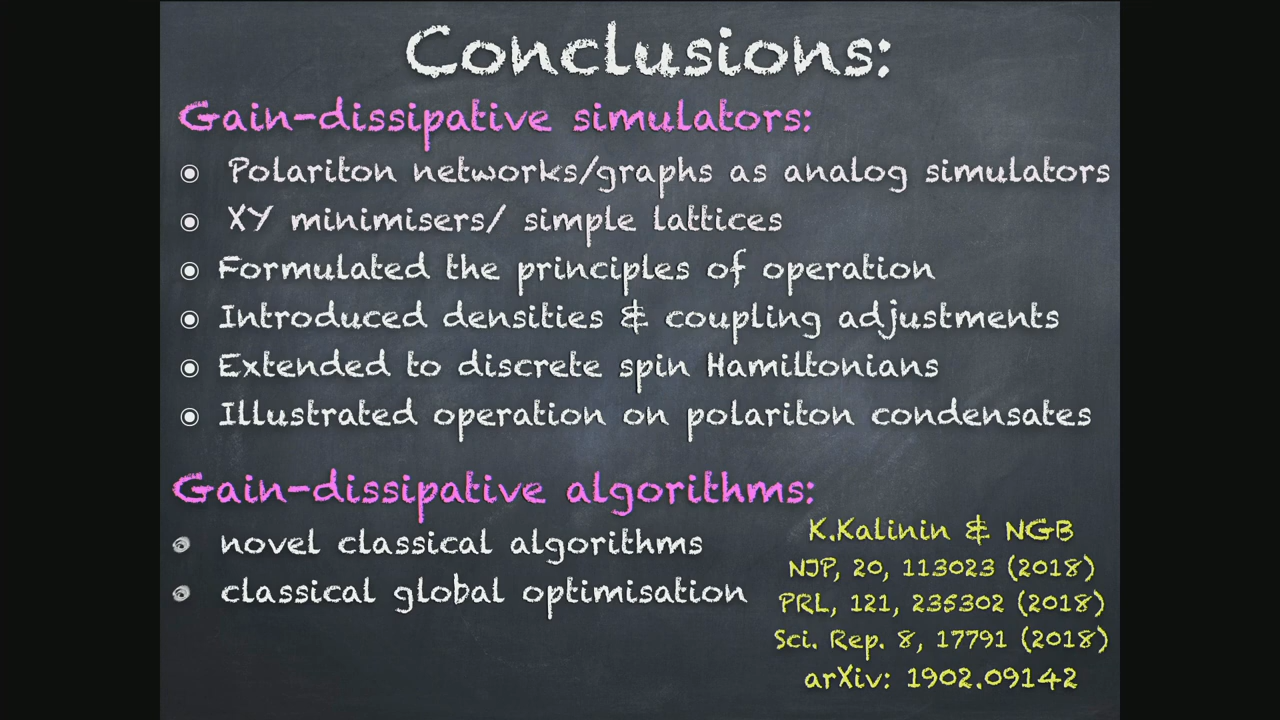 Conclusions:
Gain-dissipative simulators:
Polariton networks/graphs as analog simulators
XY minimisers/ simple lattices
Formulated the principles of operation
Introduced densities & coupling adjustments
Extended to discrete spin Hamiltonians
Illustrated operation on polariton condensates
Gain-dissipative algorithms:
novel classical algorithms
classical global optimisation
K.Kalinin & NGB
NJP, 20, 113023 (2018)
PRL, 121, 235302 (2018)
Sci. Rep. 8, 17791 (2018)
arXiv: 1902.09142